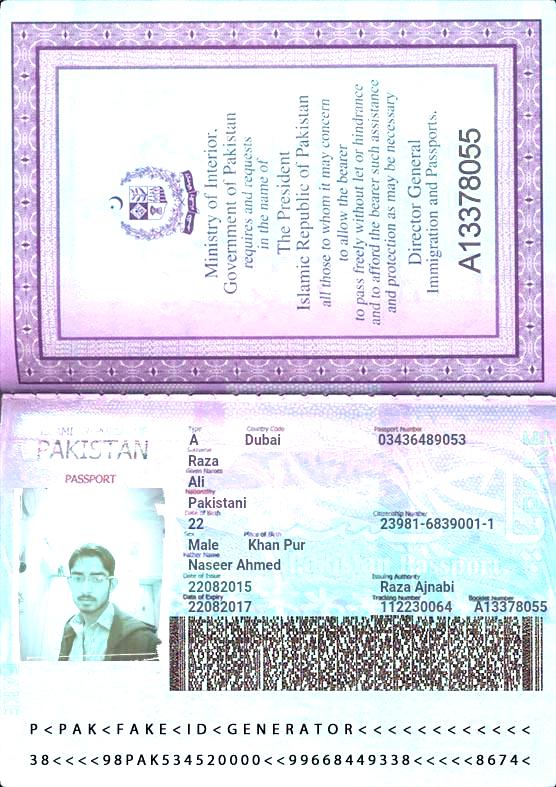 Ministry of Interior,
Government of Pakistan
requires and requests
in the name of
The President
Islamic Republic of Pakistan
all those to whom it may concern
to allow the bearer
to pass freely without let or hindrance
and to afford the bearer such assistance
and protection as may be necessary
Director General
Immigration and Passports.
A13378055
PAKISTAN
PASSPORT
Type Country Code Passport Number
A Dubai 03436489053
Surname
Raza
Given Names
Ali
Nationality
Pakistani
Date of Birth Citizenship Number
22 23981-6839001-1
Sex Place of Birth
Male Khan Pur
Father Name
Naseer Ahmed
Date of Issue Issuing Authority
22082015 Raza Ajnabi
Date of Expiry Tracking Number Booklet Number
22082017 112230064 A13378055
P<PAK<FAKE<ID<GENERATOR<<<<<<<<<<<<
38<<<<98PAK534520000<<99668449338<<<<<8674<